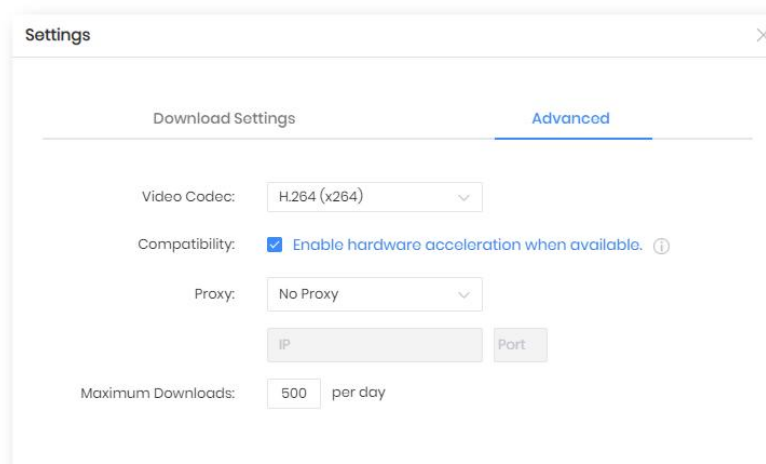 Settings
Download Settings Advanced
Video Codec: H.264 (x264)
Compatibility: Enable hardware acceleration when available.
Proxy: No Proxy
IP Port
Maximum Downloads: 500 per day